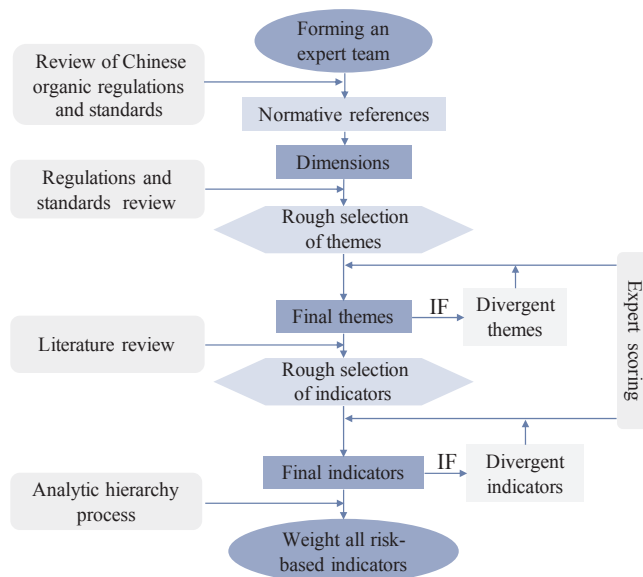 Forming an
expert team
Review of Chinese
organic regulations
and standards
Normative references
Dimensions
Regulations and
standards review
Rough selection
of themes
Final themes
IF
Divergent
themes
Expert scoring
Literature review
Rough selection
of indicators
Final indicators
IF
Divergent
indicators
Analytic hierarchy
process
Weight all risk-
based indicators